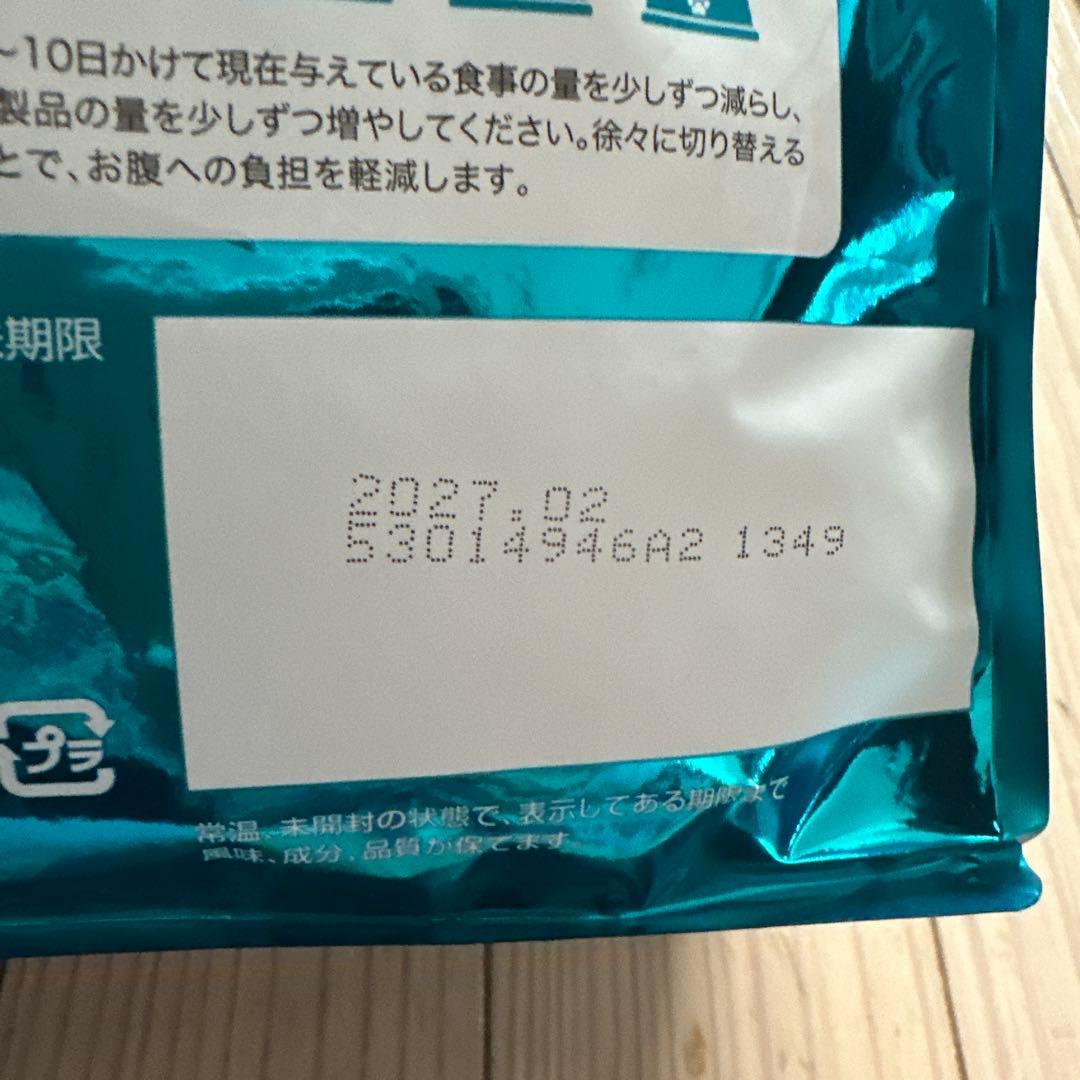 〜10日かけて現在与えている食事の量を少しずつ減らし、
製品の量を少しずつ増やしてください。徐々に切り替える
とで、お腹への負担を軽減します。
期限
2027.02
53014946A2 1349
プラ
常温、未開封の状態で、表示してある期限まで
風味、成分、品質が保てます。